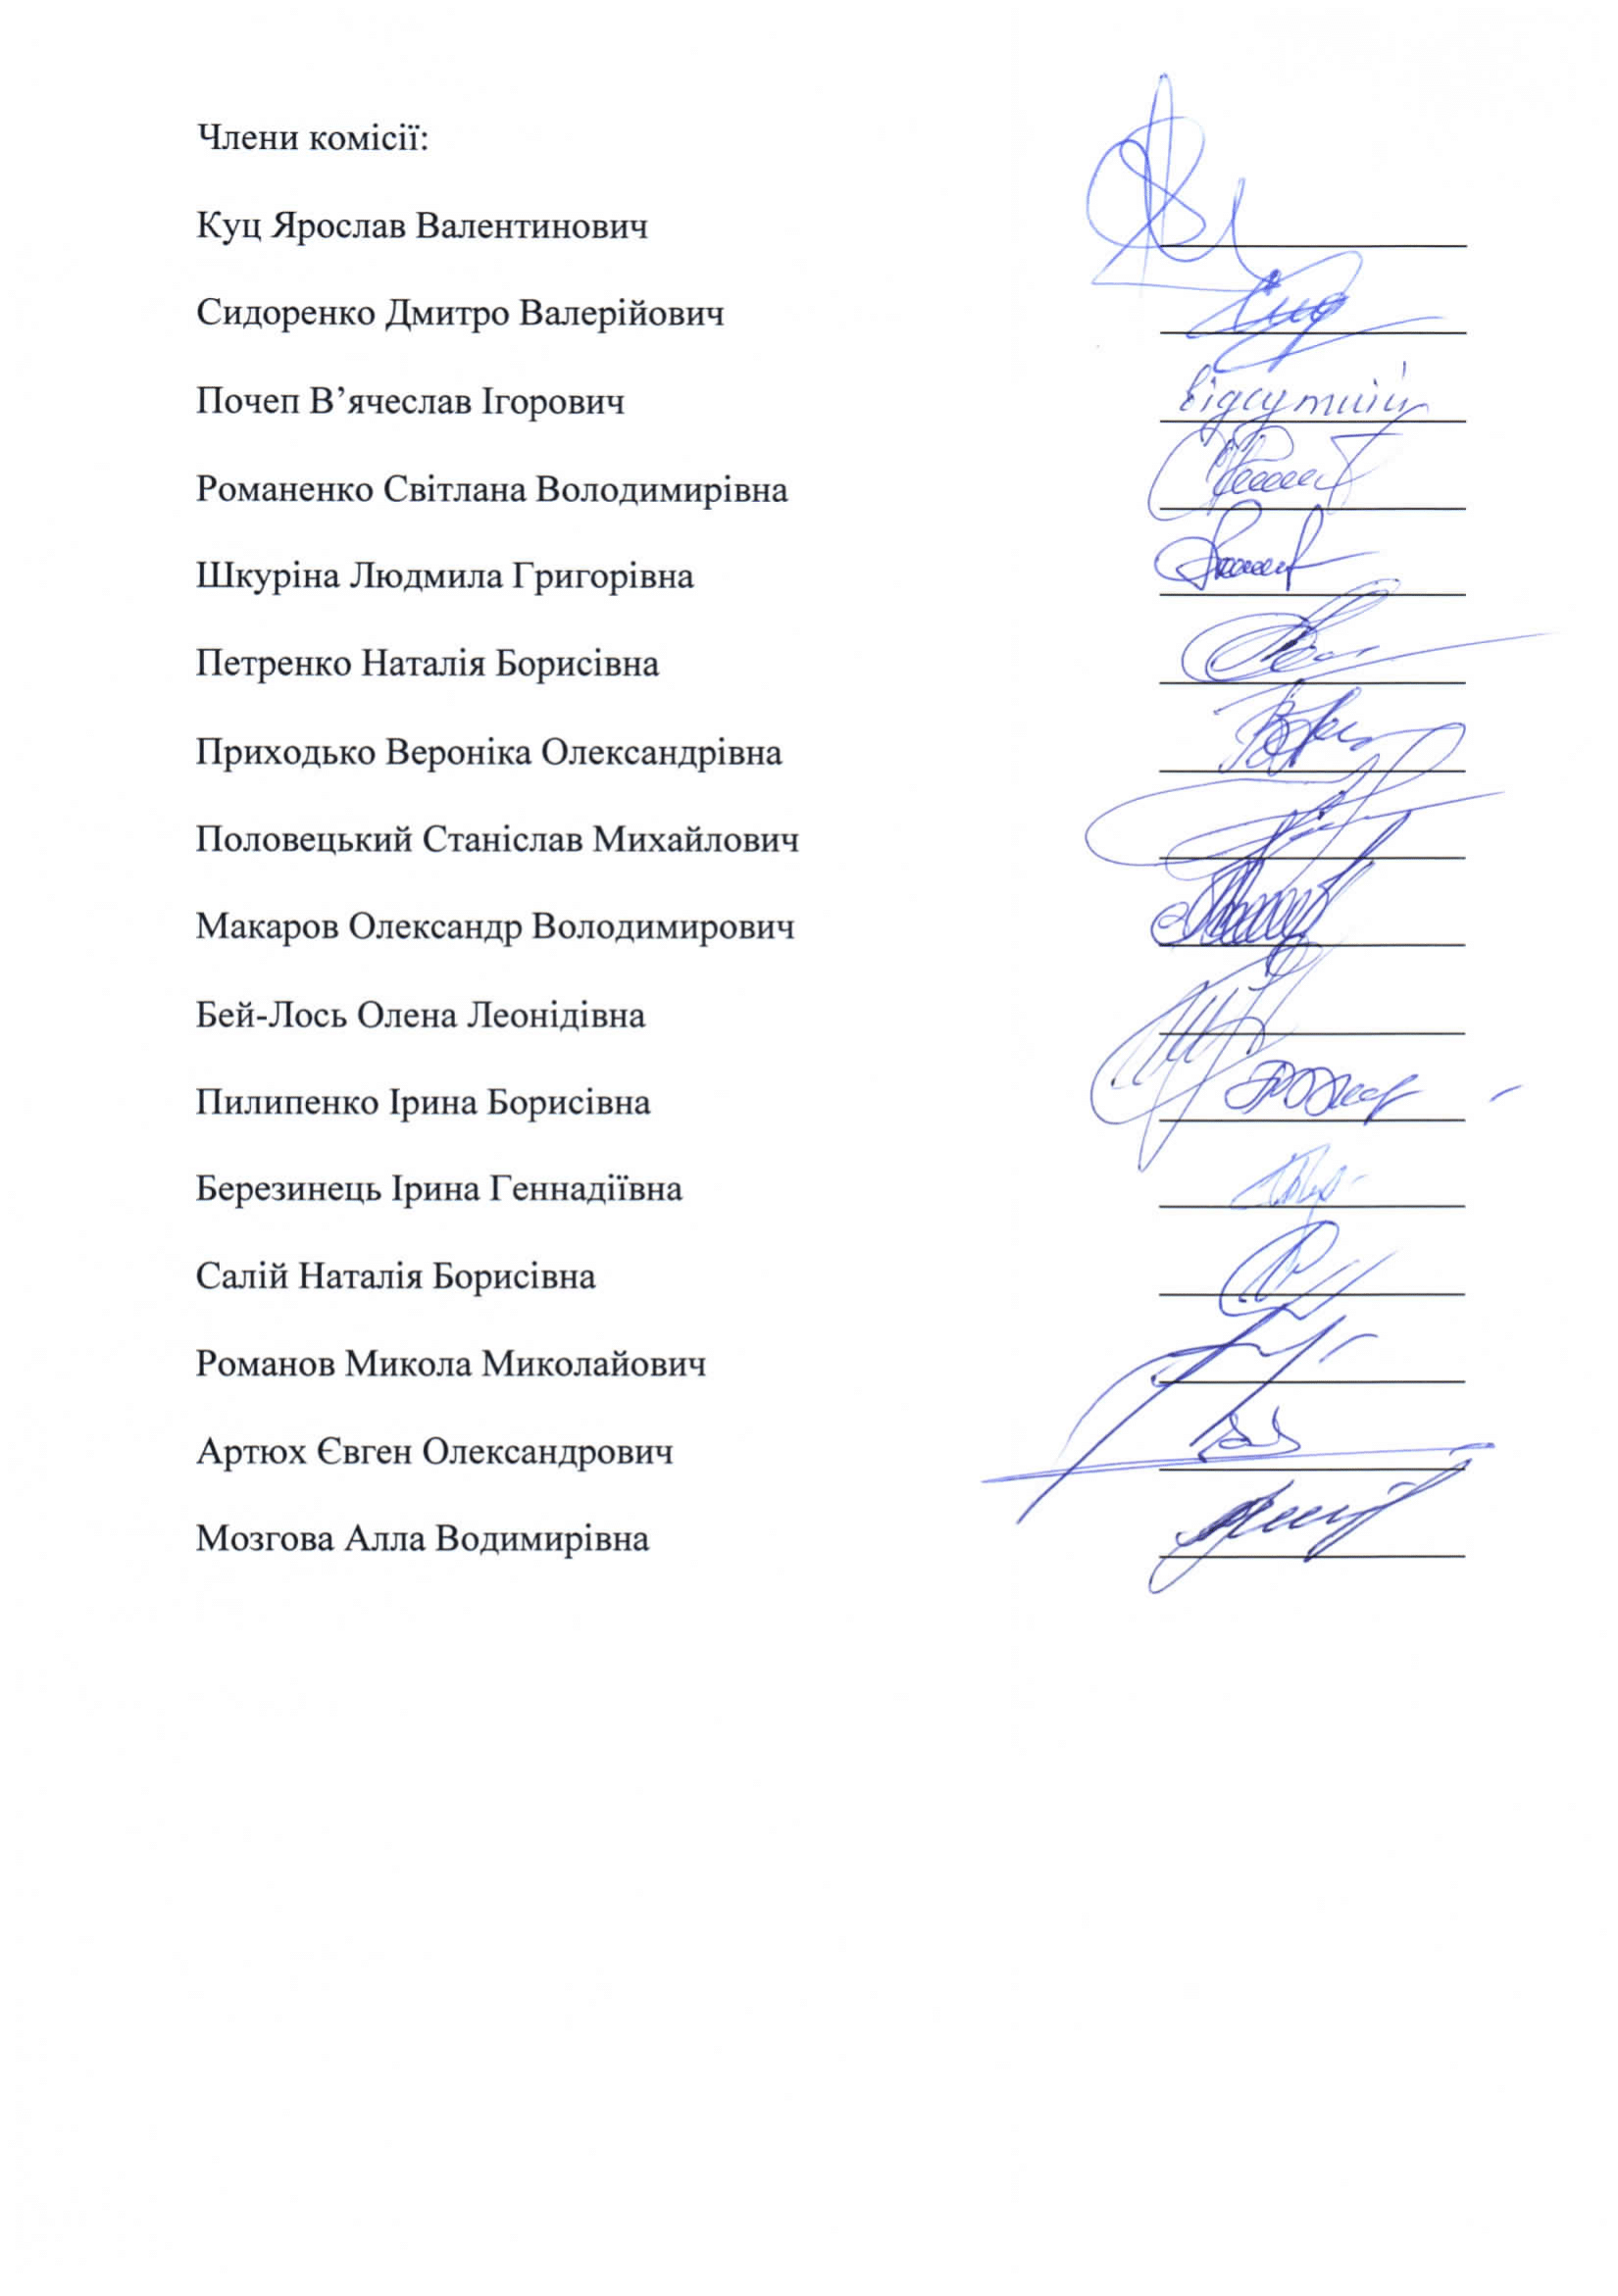 Члени комісії:
Куц Ярослав Валентинович
Сидоренко Дмитро Валерійович
Почеп В’ячеслав Ігорович відсутній
Романенко Світлана Володимирівна
Шкуріна Людмила Григорівна
Петренко Наталія Борисівна
Приходько Вероніка Олександрівна
Половецький Станіслав Михайлович
Макаров Олександр Володимирович
Бей-Лось Олена Леонідівна
Пилипенко Ірина Борисівна
Березинець Ірина Геннадіївна
Салій Наталія Борисівна
Романов Микола Миколайович
Артюх Євген Олександрович
Мозгова Алла Водимирівна